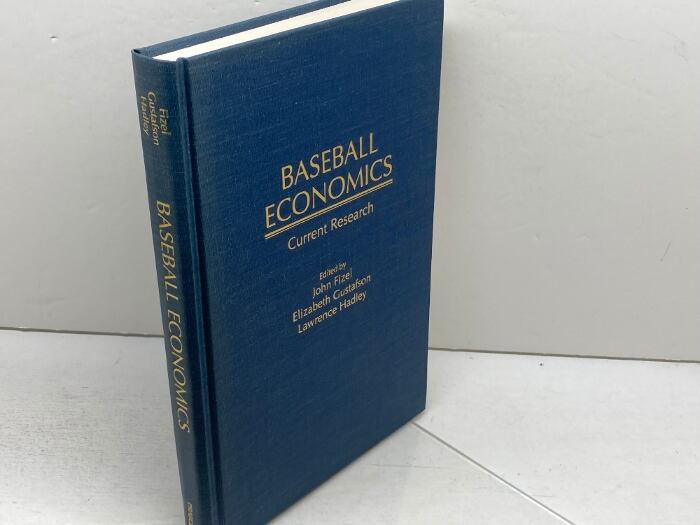 Fizel
Gustafson
Hadley
BASEBALL ECONOMICS
BASEBALL
ECONOMICS
Current Research
Edited by
John Fizel
Elizabeth Gustafson
Lawrence Hadley